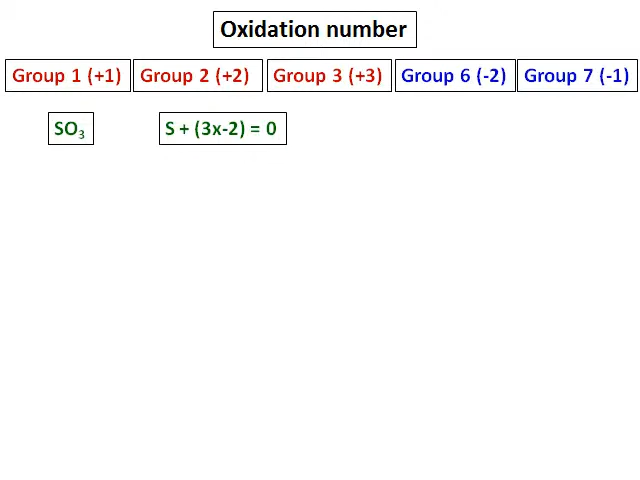 Oxidation number
Group 1 (+1) Group 2 (+2) Group 3 (+3) Group 6 (-2) Group 7 (-1)
SO₃ S + (3x-2) = 0